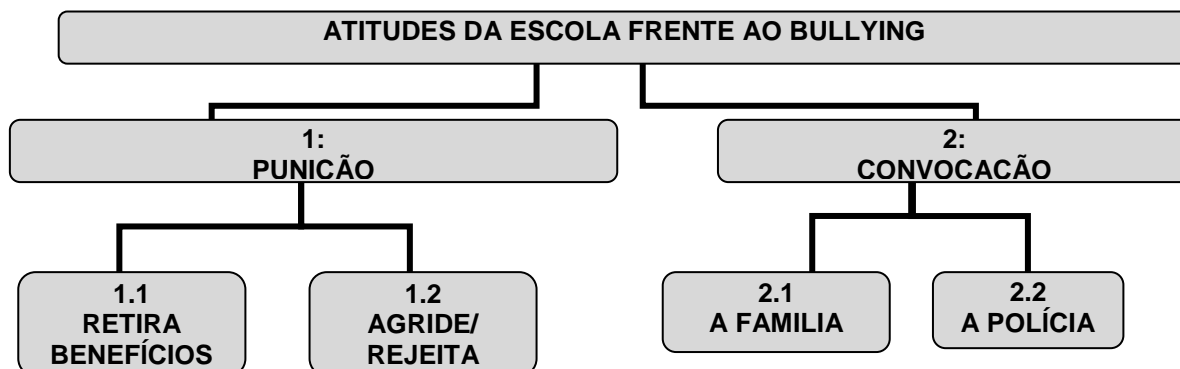 ATITUDES DA ESCOLA FRENTE AO BULLYING
1:
PUNICÃO
2:
CONVOCACÃO
1.1
RETIRA
BENEFÍCIOS
1.2
AGRIDE/
REJEITA
2.1
A FAMILIA
2.2
A POLÍCIA